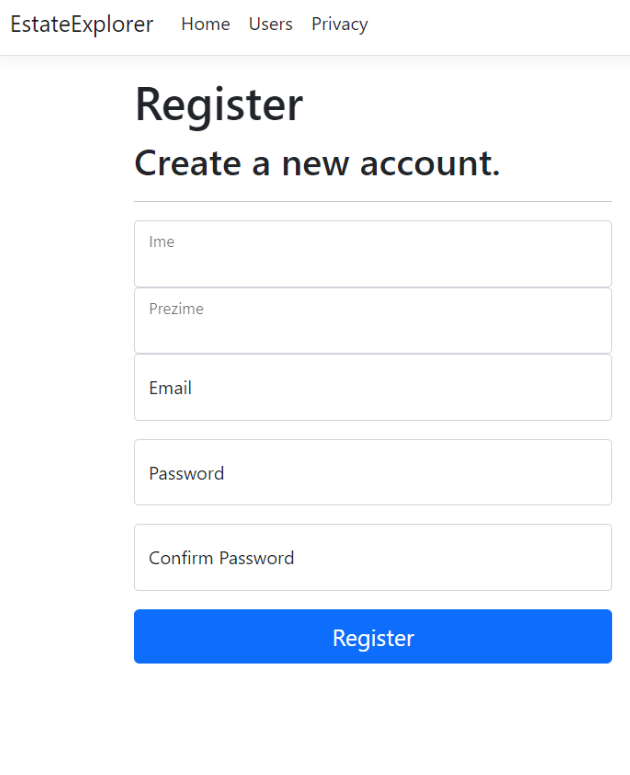 EstateExplorer Home Users Privacy
Register
Create a new account.
Ime
Prezime
Email
Password
Confirm Password
Register